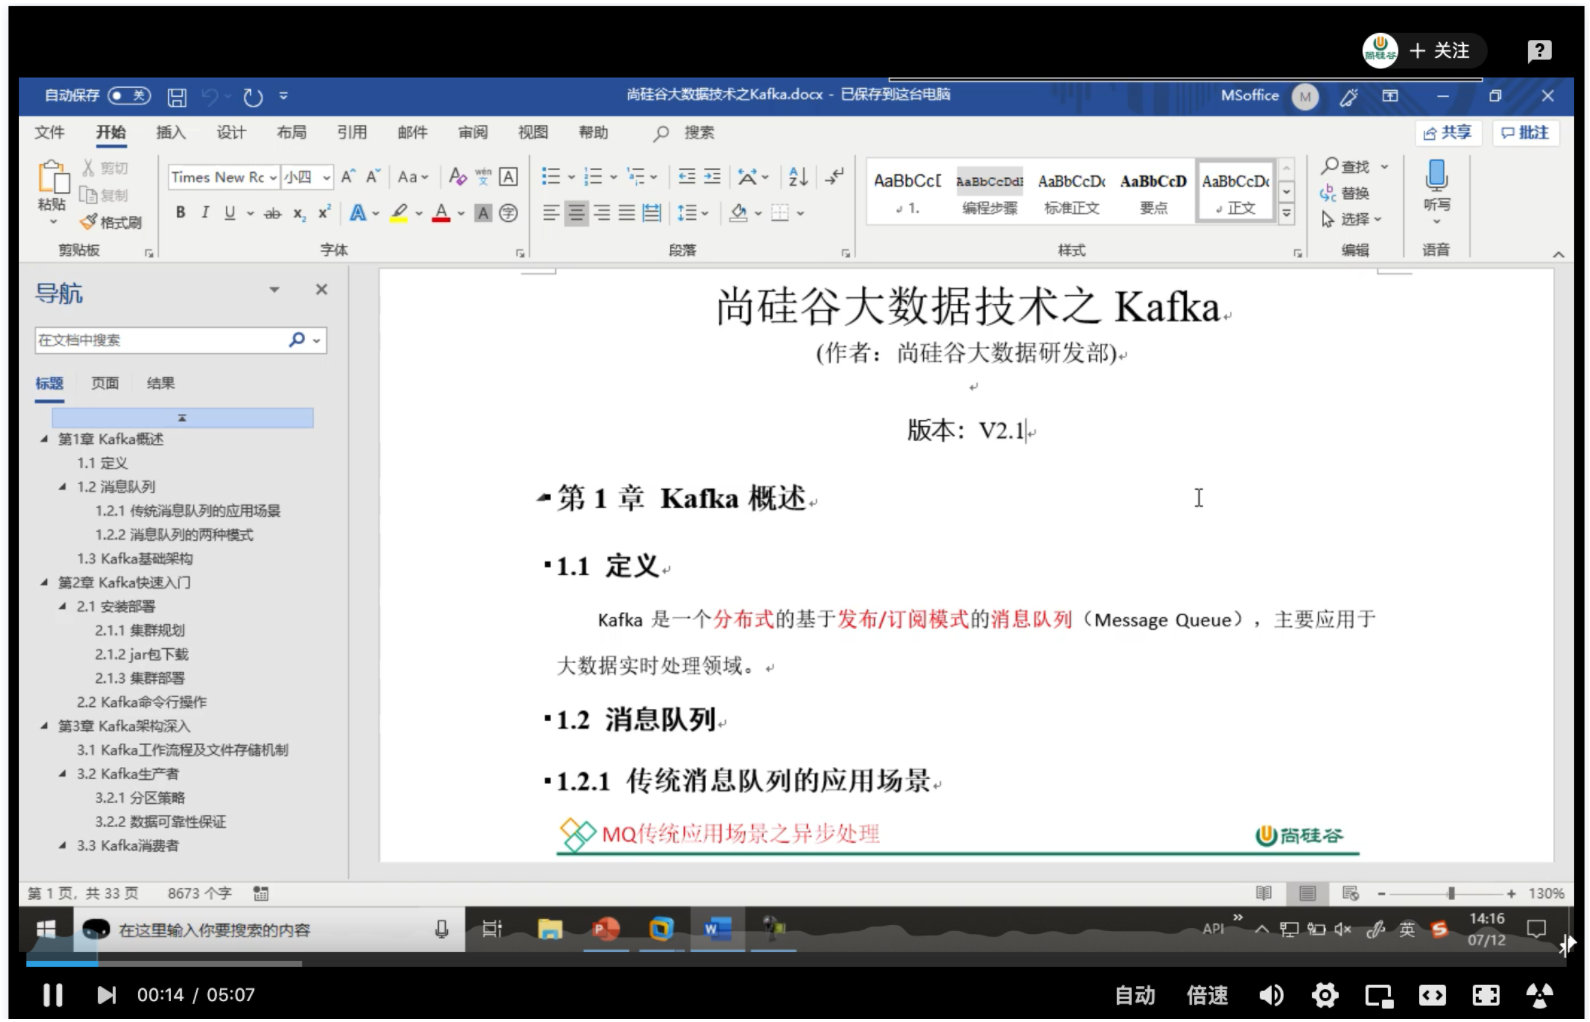 尚硅谷 + 关注
自动保存 关 尚硅谷大数据技术之Kafka.docx - 已保存到这台电脑 MSoffice M
文件 开始 插入 设计 布局 引用 邮件 审阅 视图 帮助 搜索 共享 批注
粘贴 剪切 复制 格式刷
Times New Rc 小四 Aa wén 文 A
B I U ab x₂ x² A A A 字
AaBbCcD AaBbCcDdE AaBbCcDc AaBbCcD AaBbCcDc
1. 编程步骤 标准正文 要点 正文
查找 替换 选择 听写
剪贴板 字体 段落 样式 编辑 语音
导航
在文档中搜索
标题 页面 结果
第1章 Kafka概述
1.1 定义
1.2 消息队列
1.2.1 传统消息队列的应用场景
1.2.2 消息队列的两种模式
1.3 Kafka基础架构
第2章 Kafka快速入门
2.1 安装部署
2.1.1 集群规划
2.1.2 jar包下载
2.1.3 集群部署
2.2 Kafka命令行操作
第3章 Kafka架构深入
3.1 Kafka工作流程及文件存储机制
3.2 Kafka生产者
3.2.1 分区策略
3.2.2 数据可靠性保证
3.3 Kafka消费者
尚硅谷大数据技术之 Kafka
(作者：尚硅谷大数据研发部)
版本：V2.1
第 1 章 Kafka 概述
1.1 定义
Kafka 是一个分布式的基于发布/订阅模式的消息队列（Message Queue），主要应用于
大数据实时处理领域。
1.2 消息队列
1.2.1 传统消息队列的应用场景
MQ传统应用场景之异步处理 尚硅谷
第 1 页，共 33 页 8673 个字 130%
在这里输入你要搜索的内容 API 英 14:16
07/12
00:14 / 05:07 自动 倍速